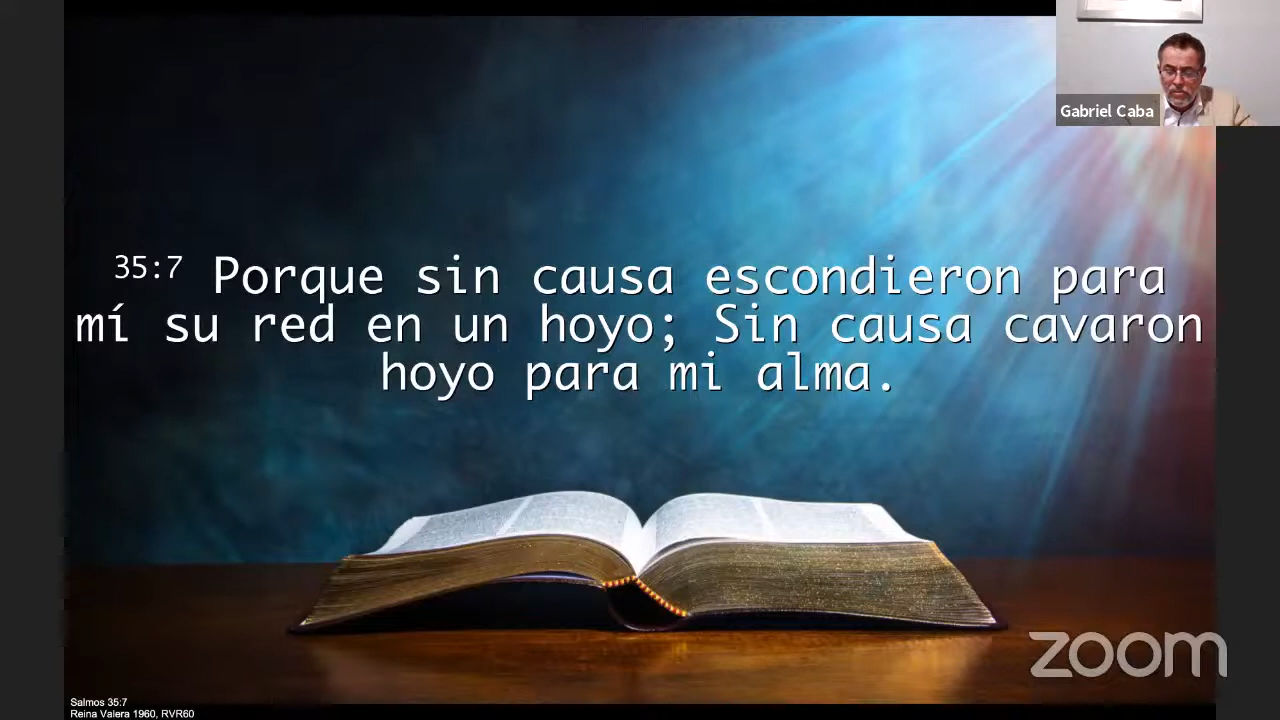 Gabriel Caba
35:7 Porque sin causa escondieron para
mí su red en un hoyo; Sin causa cavaron
hoyo para mi alma.
zoom
Salmos 35:7
Reina Valera 1960, RVR60